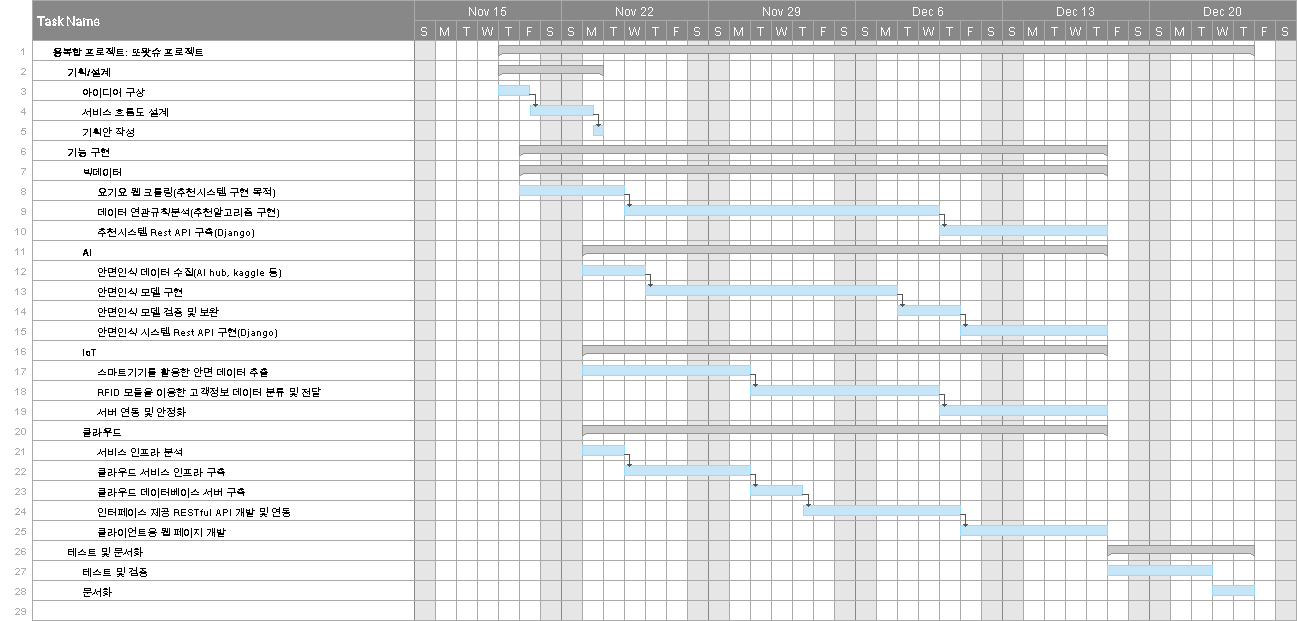 Task Name
Nov 15 Nov 22 Nov 29 Dec 6 Dec 13 Dec 20
S M T W T F S S M T W T F S S M T W T F S S M T W T F S S M T W T F S S M T W T F S
1 융복합 프로젝트: 또왓슈 프로젝트
2 기획/설계
3 아이디어 구상
4 서비스 흐름도 설계
5 기획안 작성
6 기능 구현
7 빅데이터
8 요기요 웹 크롤링(추천시스템 구현 목적)
9 데이터 연관규칙분석(추천알고리즘 구현)
10 추천시스템 Rest API 구축(Django)
11 AI
12 안면인식 데이터 수집(AI hub, kaggle 등)
13 안면인식 모델 구현
14 안면인식 모델 검증 및 보완
15 안면인식 시스템 Rest API 구현(Django)
16 IoT
17 스마트기기를 활용한 안면 데이터 추출
18 RFID 모듈을 이용한 고객정보 데이터 분류 및 전달
19 서버 연동 및 안정화
20 클라우드
21 서비스 인프라 분석
22 클라우드 서비스 인프라 구축
23 클라우드 데이터베이스 서버 구축
24 인터페이스 제공 RESTful API 개발 및 연동
25 클라이언트용 웹 페이지 개발
26 테스트 및 문서화
27 테스트 및 검증
28 문서화
29